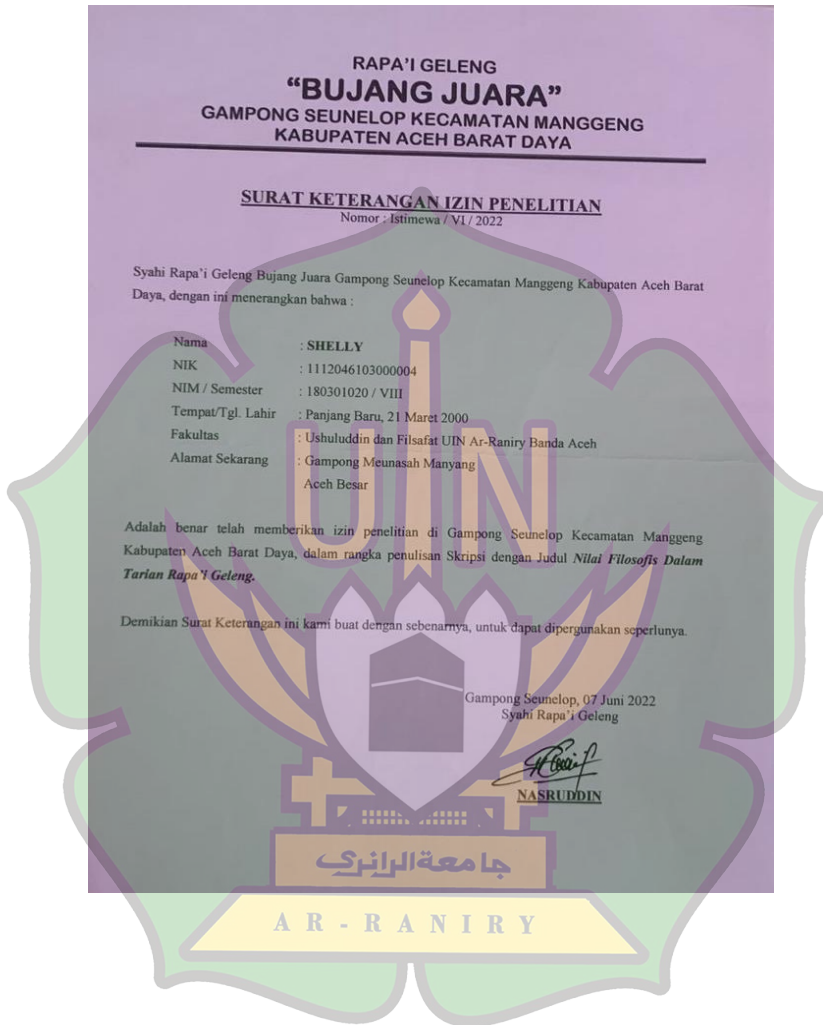 RAPA'I GELENG
“BUJANG JUARA”
GAMPONG SEUNELOP KECAMATAN MANGGENG
KABUPATEN ACEH BARAT DAYA
SURAT KETERANGAN IZIN PENELITIAN
Nomor : Istimewa / VI / 2022
Syahi Rapa'i Geleng Bujang Juara Gampong Seunelop Kecamatan Manggeng Kabupaten Aceh Barat
Daya, dengan ini menerangkan bahwa :
Nama : SHELLY
NIK : 1112046103000004
NIM / Semester : 180301020 / VIII
Tempat/Tgl. Lahir : Panjang Baru, 21 Maret 2000
Fakultas : Ushuluddin dan Filsafat UIN Ar-Raniry Banda Aceh
Alamat Sekarang : Gampong Meunasah Manyang
Aceh Besar
Adalah benar telah memberikan izin penelitian di Gampong Seunelop Kecamatan Manggeng
Kabupaten Aceh Barat Daya, dalam rangka penulisan Skripsi dengan Judul Nilai Filosofis Dalam
Tarian Rapa'i Geleng.
Demikian Surat Keterangan ini kami buat dengan sebenarnya, untuk dapat dipergunakan seperlunya.
Gampong Seunelop, 07 Juni 2022
Syahi Rapa'i Geleng
NASRUDDIN
UIN
جامعة الرانري
AR-RANIRY